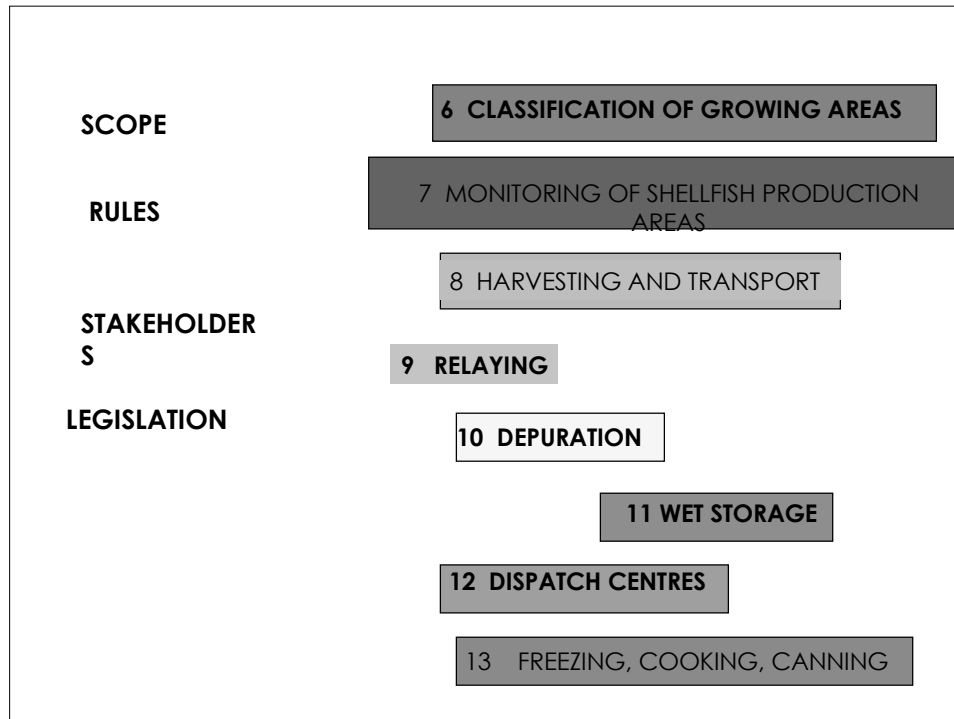 SCOPE
RULES
STAKEHOLDER
S
LEGISLATION
6 CLASSIFICATION OF GROWING AREAS
7 MONITORING OF SHELLFISH PRODUCTION
AREAS
8 HARVESTING AND TRANSPORT
9 RELAYING
10 DEPURATION
11 WET STORAGE
12 DISPATCH CENTRES
13 FREEZING, COOKING, CANNING